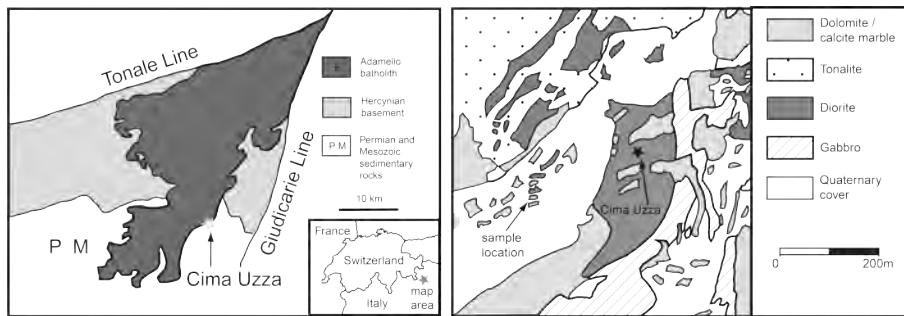 Tonale Line
Adamello
batholith
Hercynian
basement
P M
Permian and
Mesozoic
sedimentary
rocks
10 km
Giudicarie Line
P M
Cima Uzza
France
Switzerland
Italy
map
area
Cima Uzza
sample
location
Dolomite /
calcite marble
Tonalite
Diorite
Gabbro
Quaternary
cover
0
200m